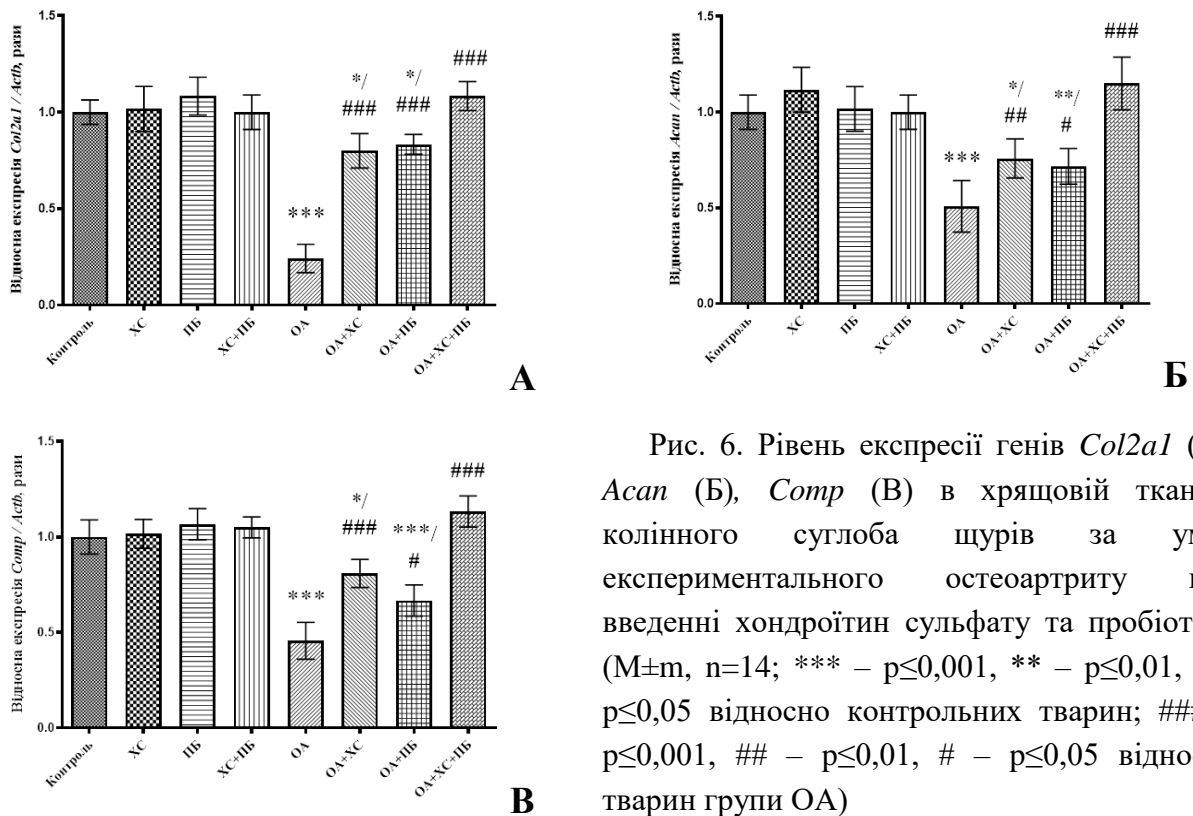 Відносна експресія Col2a1 / Actb, рази
1.5
1.0
0.5
0.0
***
*/
###
*/
###
###
Контроль
ХС
ПБ
ХС+ПБ
ОА
ОА+ХС
ОА+ПБ
ОА+ХС+ПБ
А
Відносна експресія Acan / Actb, рази
1.5
1.0
0.5
0.0
***
*/
##
**/
#
###
Контроль
ХС
ПБ
ХС+ПБ
ОА
ОА+ХС
ОА+ПБ
ОА+ХС+ПБ
Б
Відносна експресія Comp / Actb, рази
1.5
1.0
0.5
0.0
***
*/
###
***/
#
###
Контроль
ХС
ПБ
ХС+ПБ
ОА
ОА+ХС
ОА+ПБ
ОА+ХС+ПБ
В
Рис. 6. Рівень експресії генів Col2a1 (
Acan (Б), Comp (В) в хрящовій ткан
колінного суглоба щурів за ум
експериментального остеоартриту
введенні хондроїтин сульфату та пробіот
(M±m, n=14; *** – p≤0,001, ** – p≤0,01,
p≤0,05 відносно контрольних тварин; ###
p≤0,001, ## – p≤0,01, # – p≤0,05 віднос
тварин групи ОА)